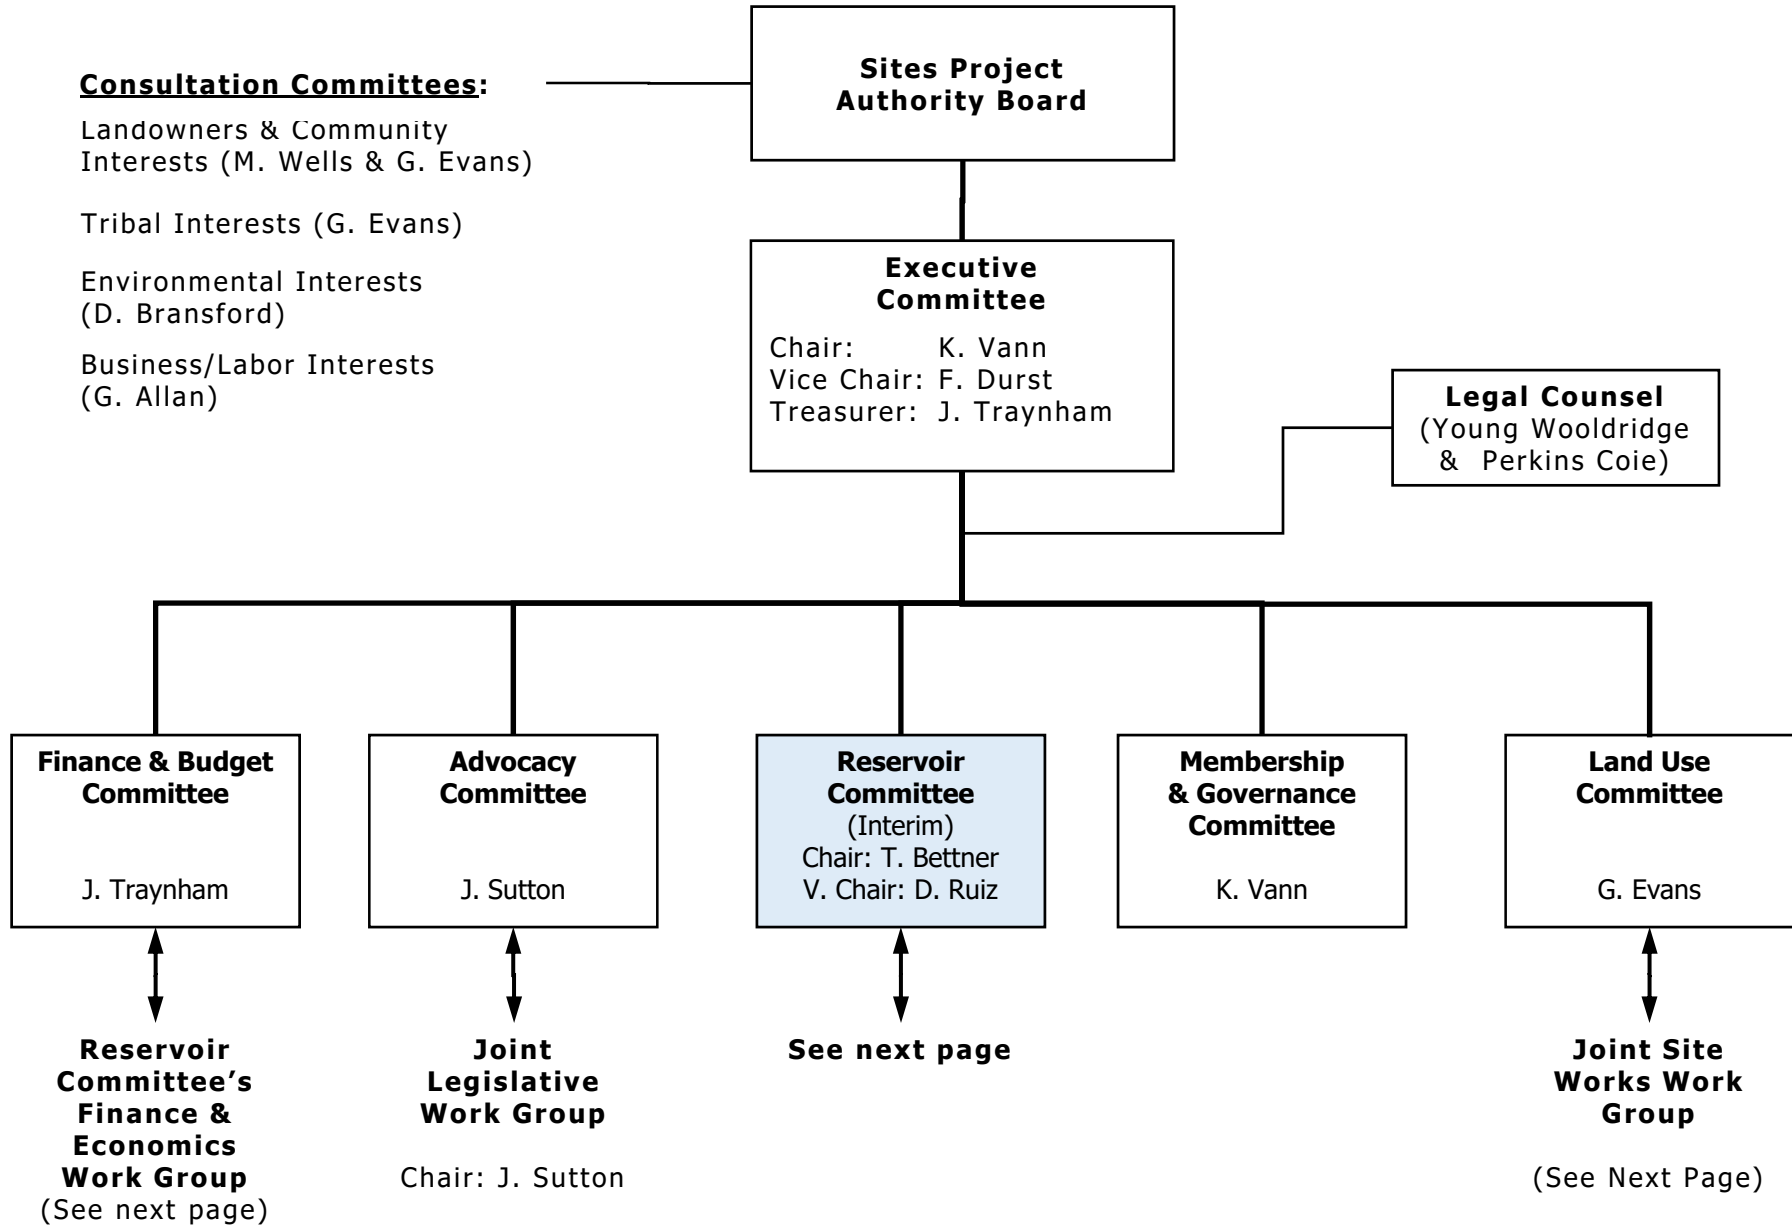 Consultation Committees:
Landowners & Community
Interests (M. Wells & G. Evans)
Tribal Interests (G. Evans)
Environmental Interests
(D. Bransford)
Business/Labor Interests
(G. Allan)
Sites Project
Authority Board
Executive
Committee
Chair: K. Vann
Vice Chair: F. Durst
Treasurer: J. Traynham
Legal Counsel
(Young Wooldridge
& Perkins Coie)
Finance & Budget
Committee
J. Traynham
Advocacy
Committee
J. Sutton
Reservoir
Committee
(Interim)
Chair: T. Bettner
V. Chair: D. Ruiz
Membership
& Governance
Committee
K. Vann
Land Use
Committee
G. Evans
Reservoir
Committee’s
Finance &
Economics
Work Group
(See next page)
Joint
Legislative
Work Group
Chair: J. Sutton
See next page
Joint Site
Works Work
Group
(See Next Page)